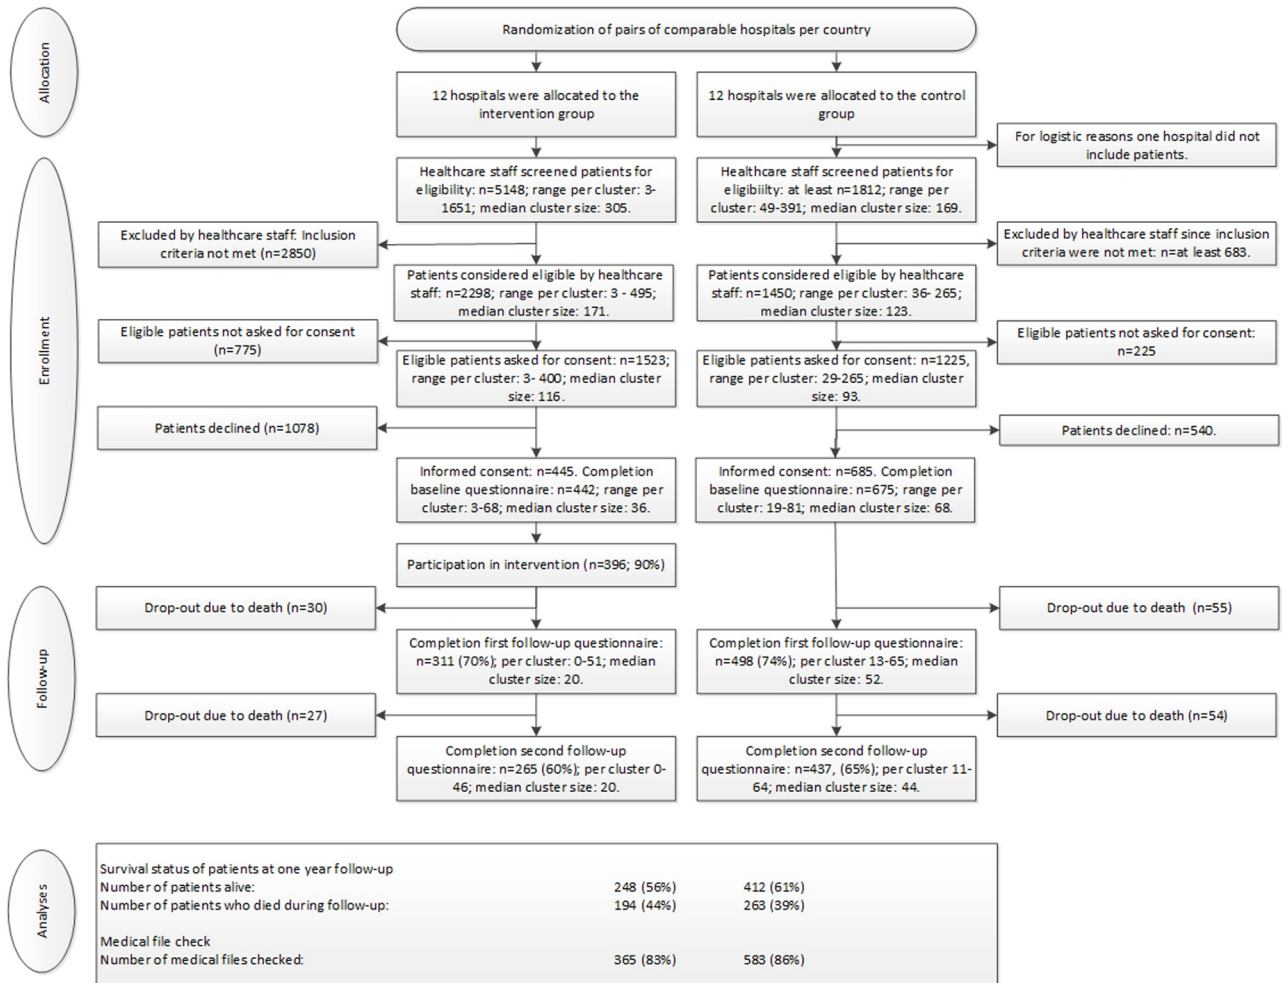 Allocation
Randomization of pairs of comparable hospitals per country
12 hospitals were allocated to the
intervention group
12 hospitals were allocated to the control
group
For logistic reasons one hospital did not
include patients.
Enrollment
Healthcare staff screened patients for
eligibility: n=5148; range per cluster: 3-
1651; median cluster size: 305.
Healthcare staff screened patients for
eligibiilty: at least n=1812; range per
cluster: 49-391; median cluster size: 169.
Excluded by healthcare staff: Inclusion
criteria not met (n=2850)
Excluded by healthcare staff since inclusion
criteria were not met: n=at least 683.
Patients considered eligible by healthcare
staff: n=2298; range per cluster: 3 - 495;
median cluster size: 171.
Patients considered eligible by healthcare
staff: n=1450; range per cluster: 36- 265;
median cluster size: 123.
Eligible patients not asked for consent
(n=775)
Eligible patients not asked for consent:
n=225
Eligible patients asked for consent: n=1523;
range per cluster: 3- 400; median cluster
size: 116.
Eligible patients asked for consent: n=1225,
range per cluster: 29-265; median cluster
size: 93.
Patients declined (n=1078)
Patients declined: n=540.
Informed consent: n=445. Completion
baseline questionnaire: n=442; range per
cluster: 3-68; median cluster size: 36.
Informed consent: n=685. Completion
baseline questionnaire: n=675; range per
cluster: 19-81; median cluster size: 68.
Participation in intervention (n=396; 90%)
Follow-up
Drop-out due to death (n=30)
Drop-out due to death (n=55)
Completion first follow-up questionnaire:
n=311 (70%); per cluster: 0-51; median
cluster size: 20.
Completion first follow-up questionnaire:
n=498 (74%); per cluster 13-65; median
cluster size: 52.
Drop-out due to death (n=27)
Drop-out due to death (n=54)
Completion second follow-up
questionnaire: n=265 (60%); per cluster 0-
46; median cluster size: 20.
Completion second follow-up
questionnaire: n=437, (65%); per cluster 11-
64; median cluster size: 44.
Analyses
Survival status of patients at one year follow-up
Number of patients alive: 248 (56%) 412 (61%)
Number of patients who died during follow-up: 194 (44%) 263 (39%)
Medical file check
Number of medical files checked: 365 (83%) 583 (86%)